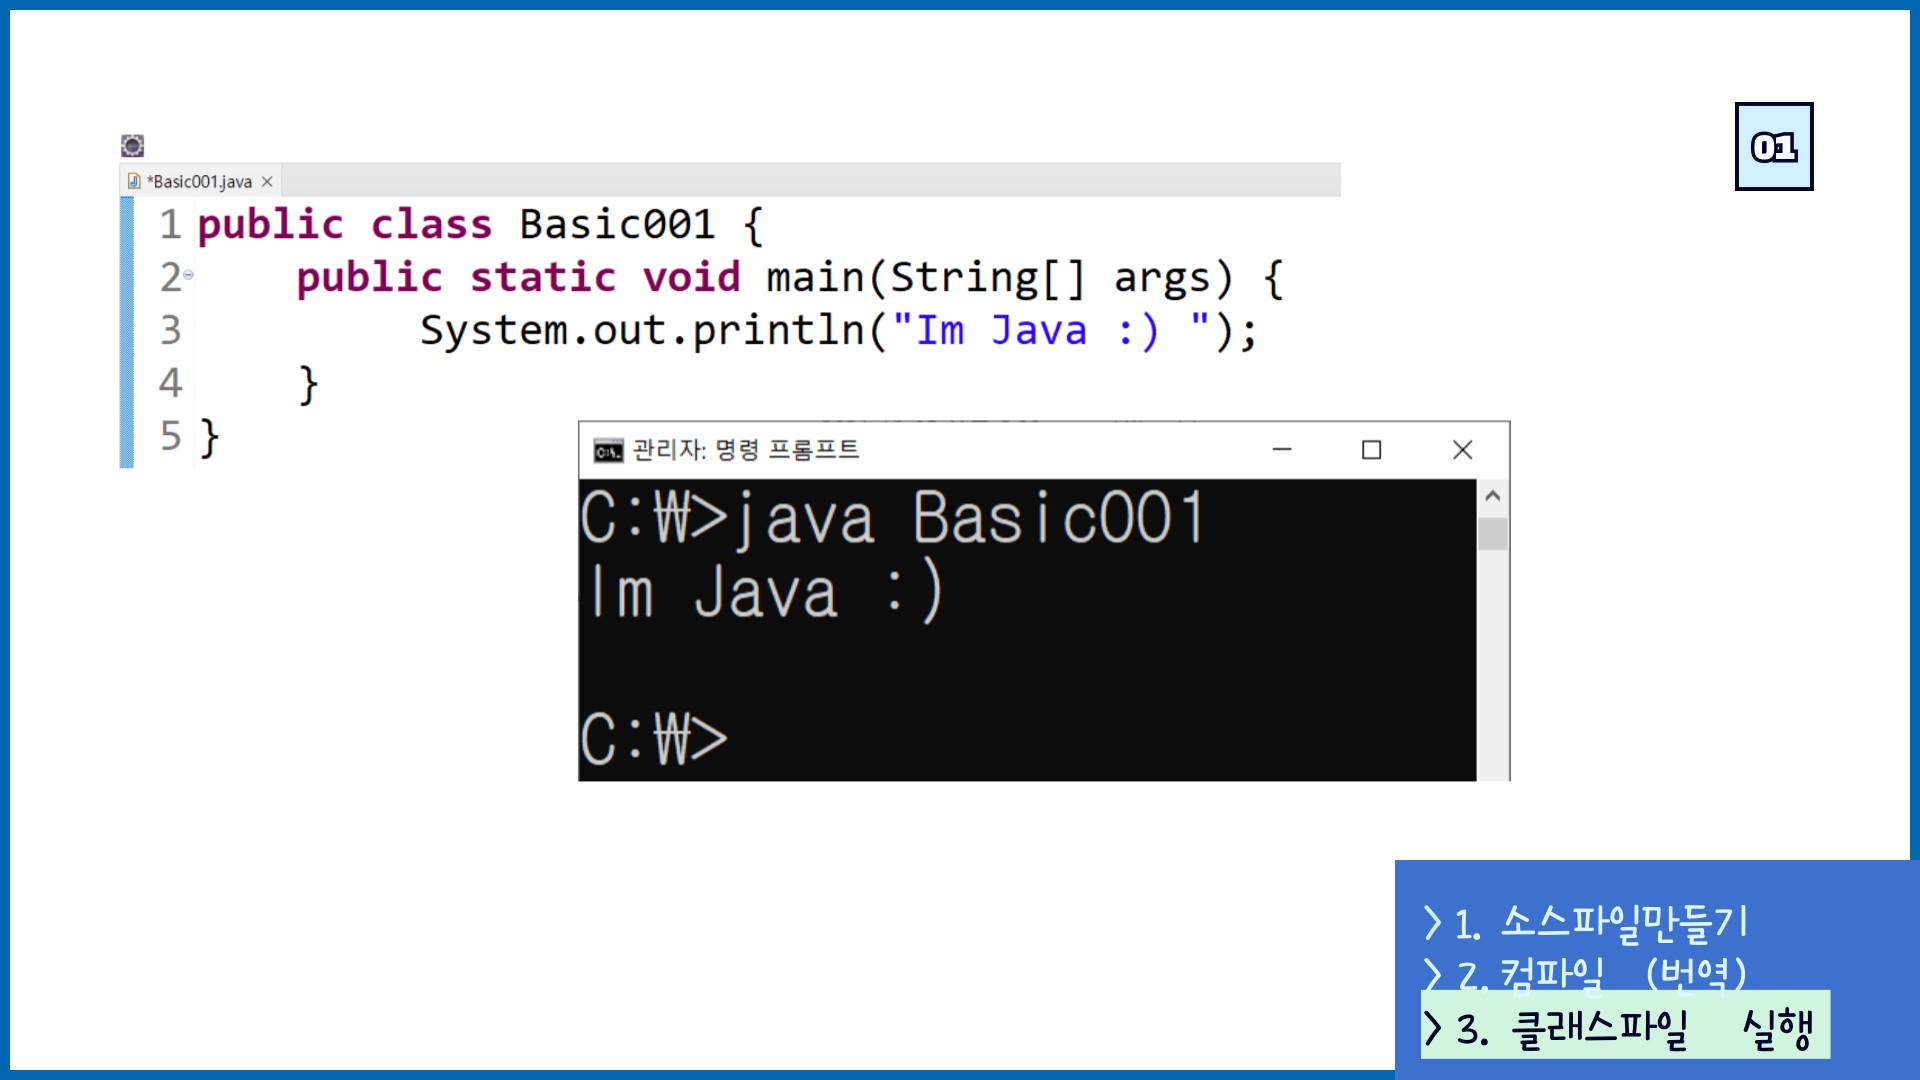 01
*Basic001.java
1 public class Basic001 {
2 public static void main(String[] args) {
3 System.out.println("Im Java :) ");
4 }
5 }
관리자: 명령 프롬프트
C:₩>java Basic001
Im Java :)
C:₩>
> 1. 소스파일만들기
> 2. 컴파일 (번역)
> 3. 클래스파일 실행